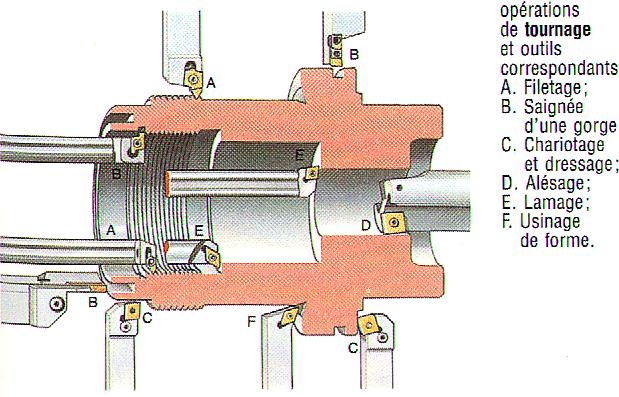 opérations
de tournage
et outils
correspondants
A. Filetage;
B. Saignée
d'une gorge
C. Chariotage
et dressage;
D. Alésage;
E. Lamage;
F. Usinage
de forme.
A
B
B
E
A
E
D
B
C
F
C